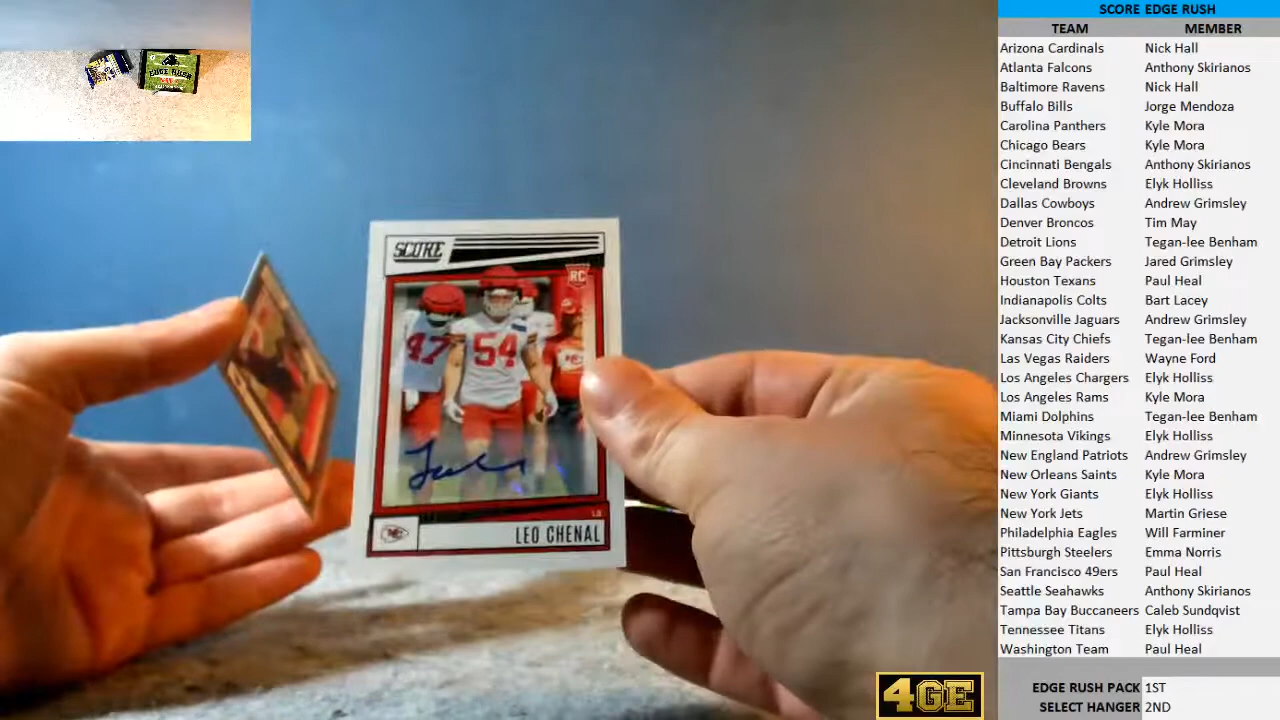 SCORE EDGE RUSH
TEAM MEMBER
Arizona Cardinals Nick Hall
Atlanta Falcons Anthony Skirianos
Baltimore Ravens Nick Hall
Buffalo Bills Jorge Mendoza
Carolina Panthers Kyle Mora
Chicago Bears Kyle Mora
Cincinnati Bengals Anthony Skirianos
Cleveland Browns Elyk Holliss
Dallas Cowboys Andrew Grimsley
Denver Broncos Tim May
Detroit Lions Tegan-lee Benham
Green Bay Packers Jared Grimsley
Houston Texans Paul Heal
Indianapolis Colts Bart Lacey
Jacksonville Jaguars Andrew Grimsley
Kansas City Chiefs Tegan-lee Benham
Las Vegas Raiders Wayne Ford
Los Angeles Chargers Elyk Holliss
Los Angeles Rams Kyle Mora
Miami Dolphins Tegan-lee Benham
Minnesota Vikings Elyk Holliss
New England Patriots Andrew Grimsley
New Orleans Saints Kyle Mora
New York Giants Elyk Holliss
New York Jets Martin Griese
Philadelphia Eagles Will Farminer
Pittsburgh Steelers Emma Norris
San Francisco 49ers Paul Heal
Seattle Seahawks Anthony Skirianos
Tampa Bay Buccaneers Caleb Sundqvist
Tennessee Titans Elyk Holliss
Washington Team Paul Heal
EDGE RUSH PACK 1ST
SELECT HANGER 2ND
EDGE RUSH
SCORE
RC
47
54
LB
KC
LEO CHENAL
4GE